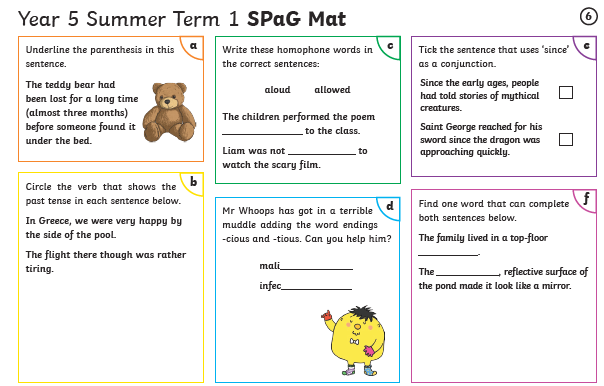 Year 5 Summer Term 1 SPaG Mat
6
a
Underline the parenthesis in this
sentence.
The teddy bear had
been lost for a long time
(almost three months)
before someone found it
under the bed.
b
Circle the verb that shows the
past tense in each sentence below.
In Greece, we were very happy by
the side of the pool.
The flight there though was rather
tiring.
c
Write these homophone words in
the correct sentences:
aloud allowed
The children performed the poem
_______________ to the class.
Liam was not _____________ to
watch the scary film.
d
Mr Whoops has got in a terrible
muddle adding the word endings
-cious and -tious. Can you help him?
mali______________
infec______________
e
Tick the sentence that uses ‘since’
as a conjunction.
Since the early ages, people
had told stories of mythical
creatures.
Saint George reached for his
sword since the dragon was
approaching quickly.
f
Find one word that can complete
both sentences below.
The family lived in a top-floor
___________.
The ____________, reflective surface of
the pond made it look like a mirror.